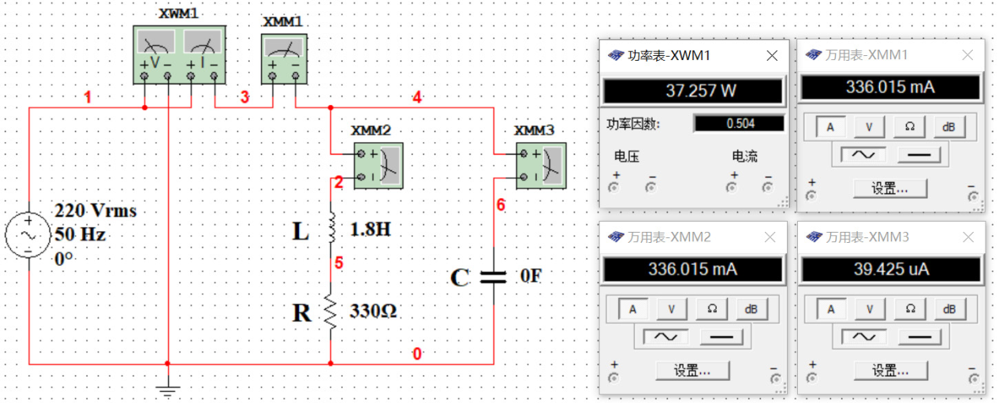 XWM1
XMM1
V
I
+ − + −
+ −
1
3
4
XMM2
XMM3
2
6
220 Vrms
50 Hz
0°
L
1.8H
5
C
0F
R
330Ω
0
功率表-XWM1
37.257 W
功率因数:
0.504
电压
电流
+ − + −
万用表-XMM1
336.015 mA
A V Ω dB
设置...
+ −
万用表-XMM2
336.015 mA
A V Ω dB
设置...
+ −
万用表-XMM3
39.425 uA
A V Ω dB
设置...
+ −